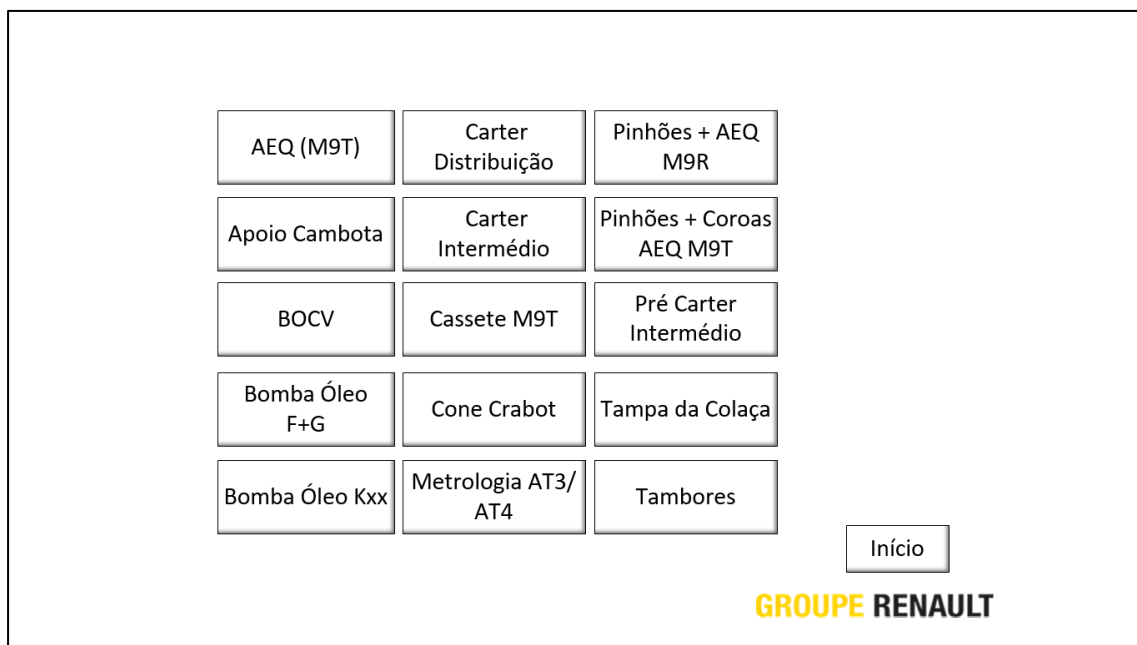 AEQ (M9T)
Carter
Distribuição
Pinhões + AEQ
M9R
Apoio Cambota
Carter
Intermédio
Pinhões + Coroas
AEQ M9T
BOCV
Cassete M9T
Pré Carter
Intermédio
Bomba Óleo
F+G
Cone Crabot
Tampa da Colaça
Bomba Óleo Kxx
Metrologia AT3/
AT4
Tambores
Início
GROUPE RENAULT